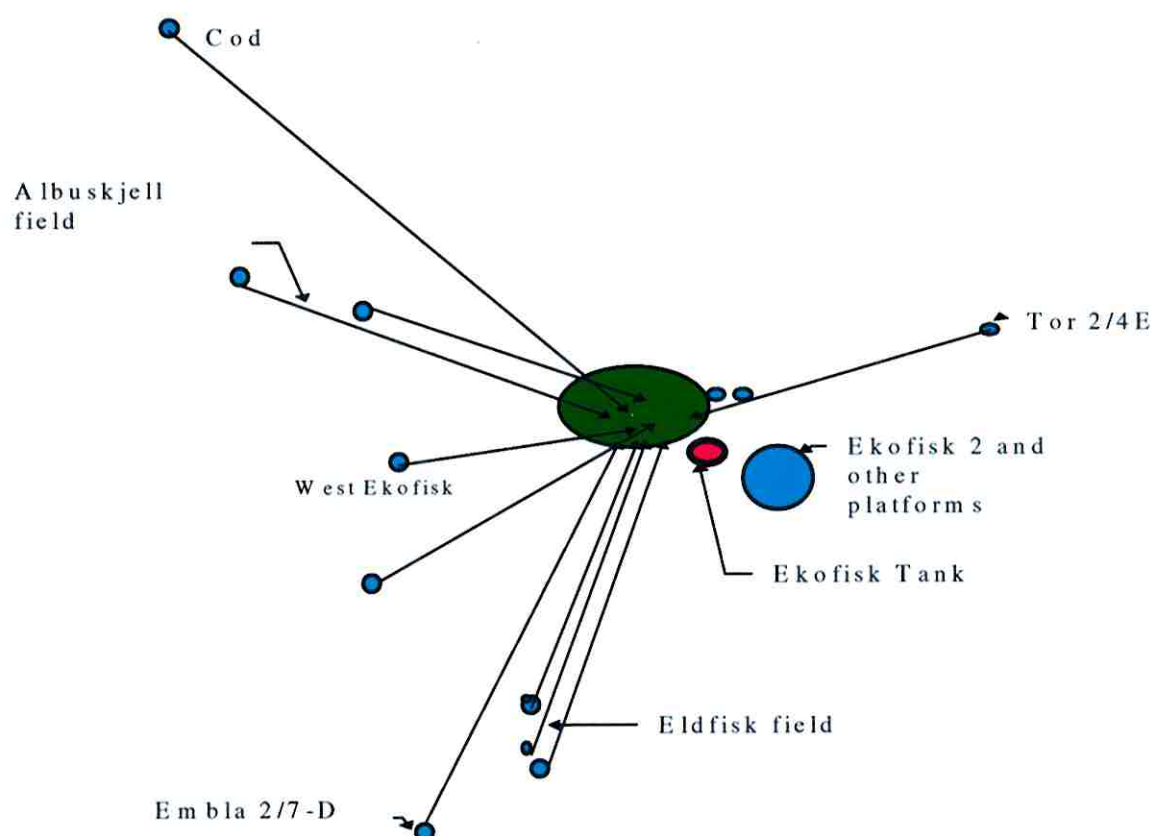 Cod
Albuskjell
field
Tor 2/4E
Ekofisk 2 and
other
platforms
West Ekofisk
Ekofisk Tank
Eldfisk field
Embla 2/7-D